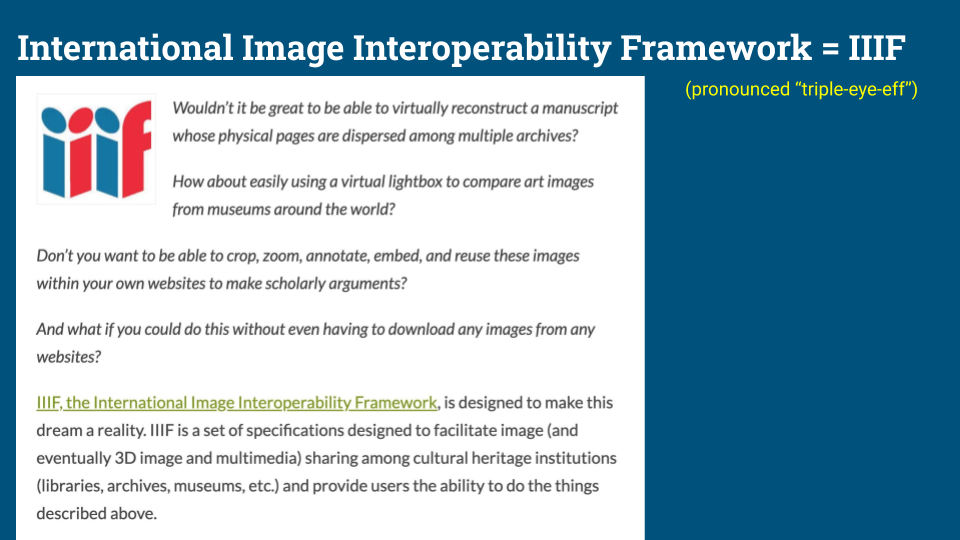 International Image Interoperability Framework = IIIF
(pronounced “triple-eye-eff”)
iiif
Wouldn’t it be great to be able to virtually reconstruct a manuscript
whose physical pages are dispersed among multiple archives?
How about easily using a virtual lightbox to compare art images
from museums around the world?
Don’t you want to be able to crop, zoom, annotate, embed, and reuse these images
within your own websites to make scholarly arguments?
And what if you could do this without even having to download any images from any
websites?
IIIF, the International Image Interoperability Framework, is designed to make this
dream a reality. IIIF is a set of specifications designed to facilitate image (and
eventually 3D image and multimedia) sharing among cultural heritage institutions
(libraries, archives, museums, etc.) and provide users the ability to do the things
described above.